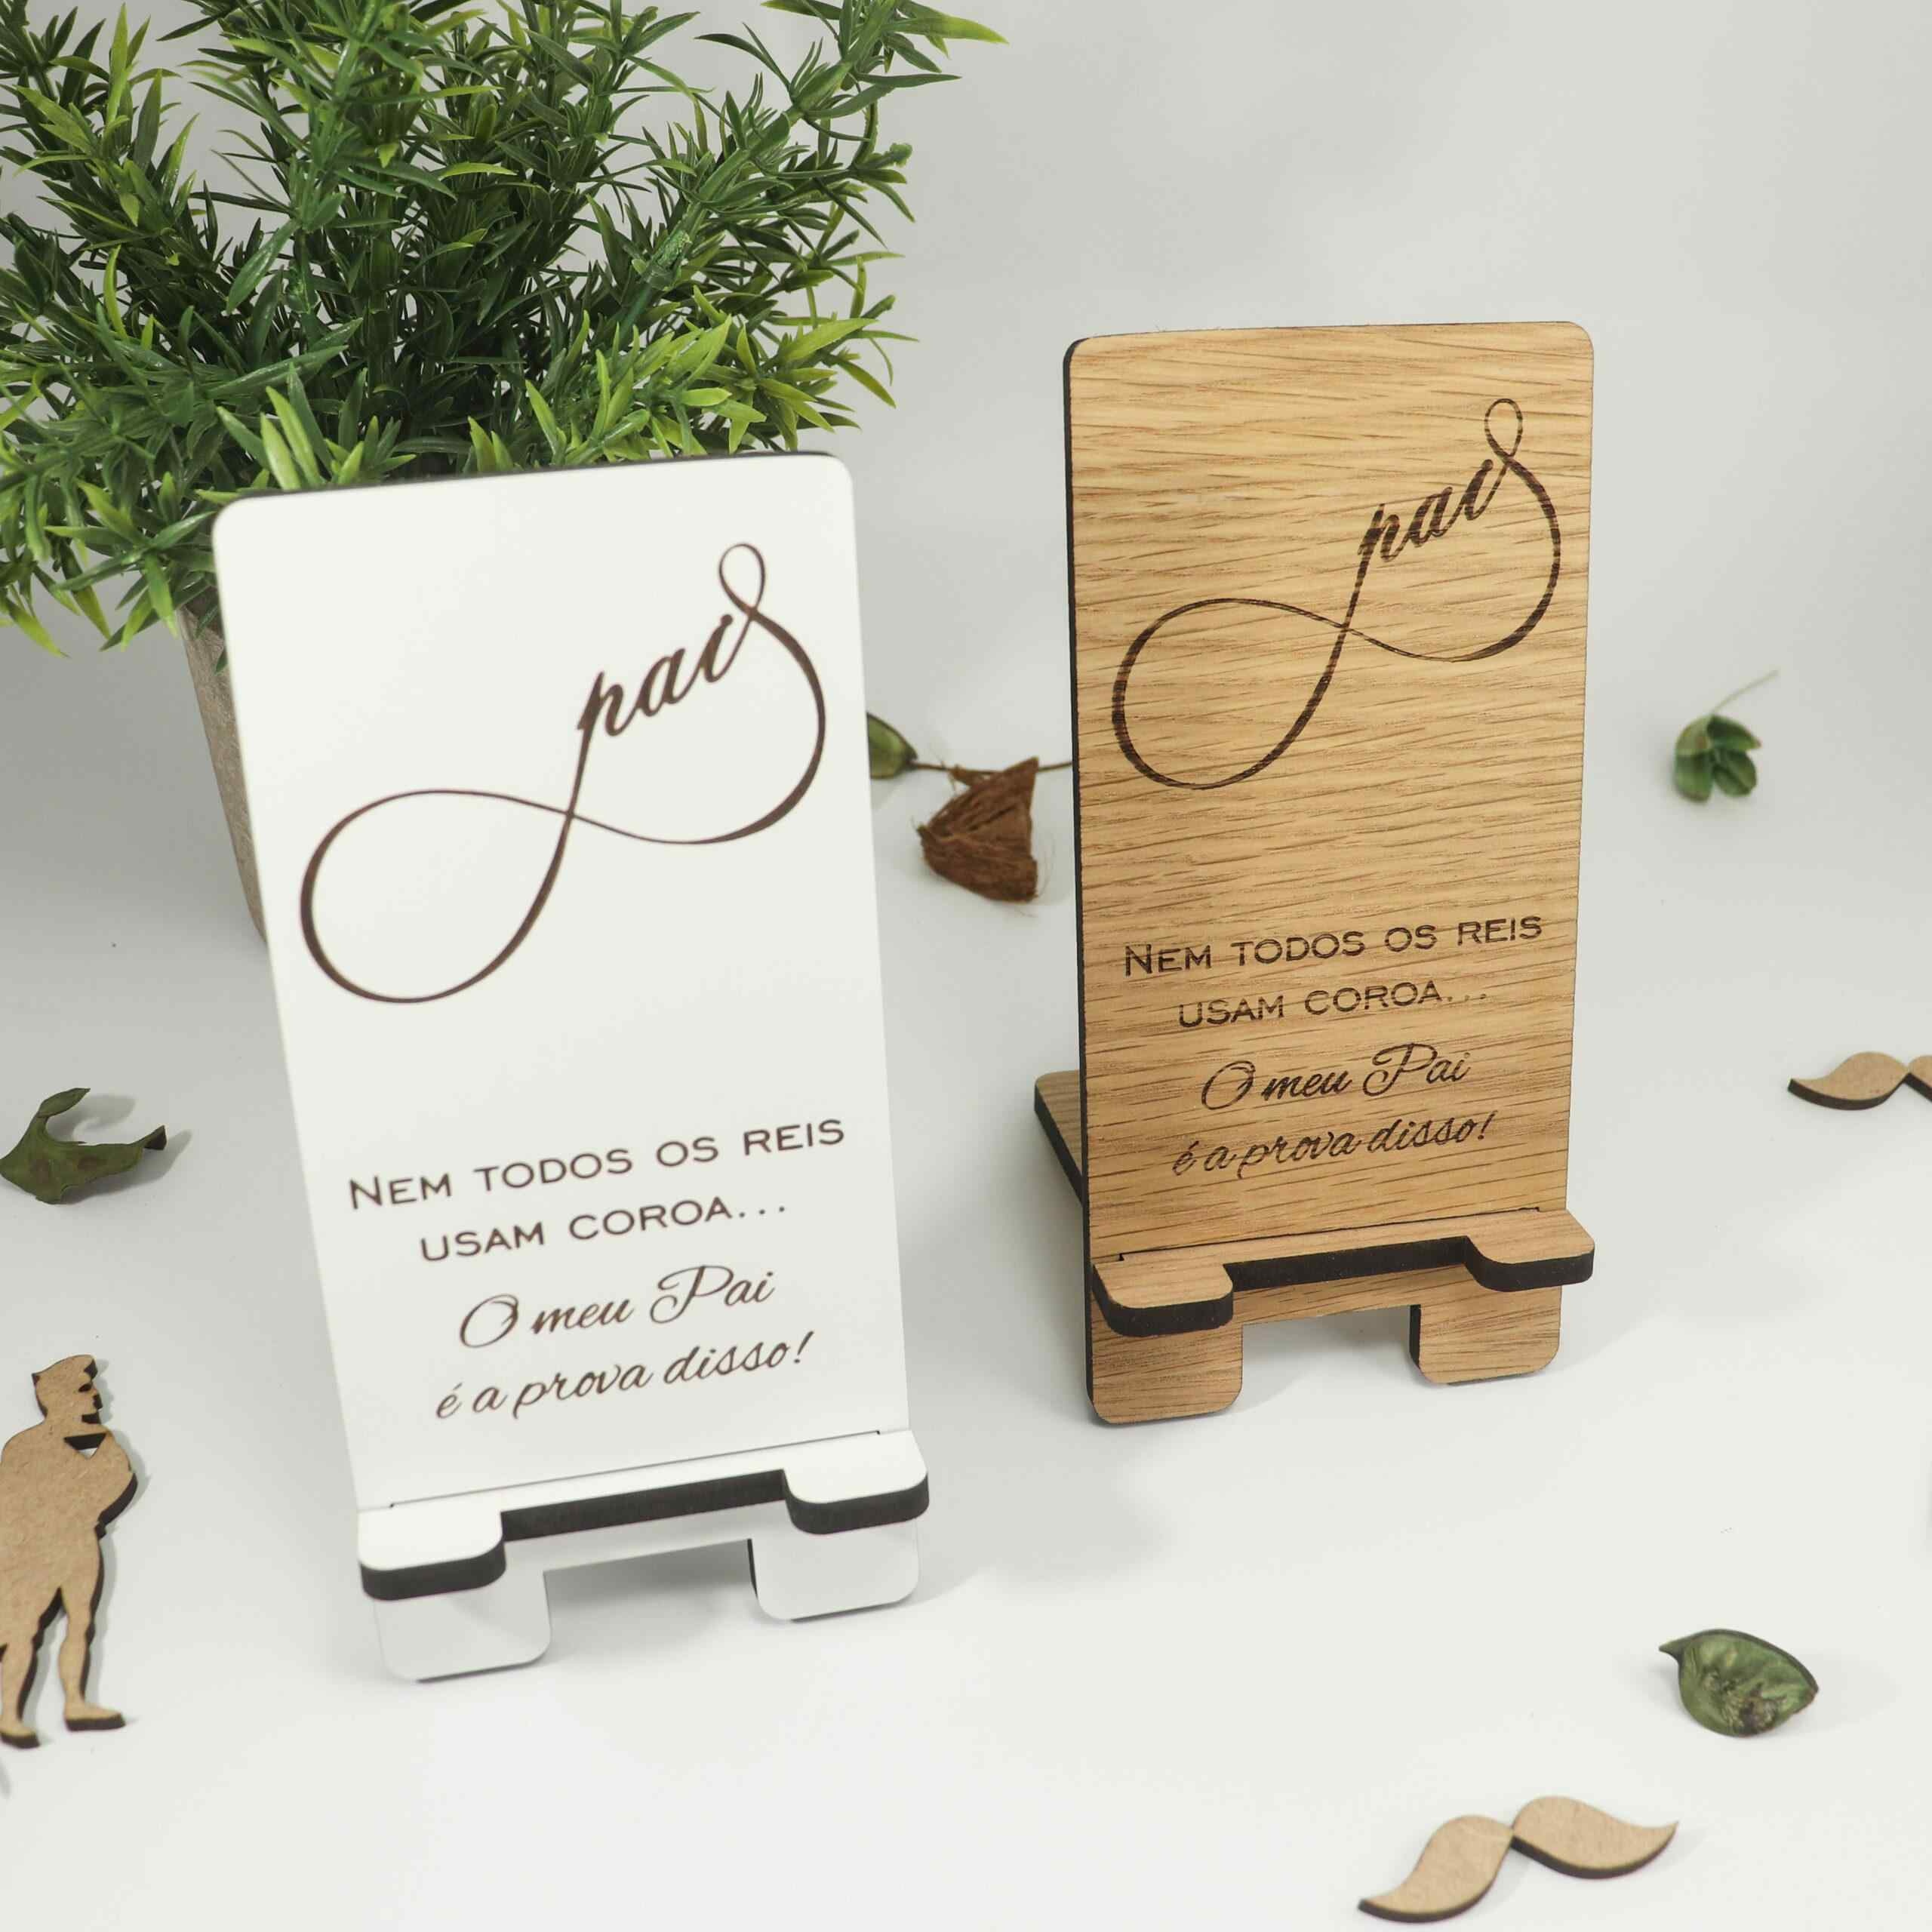 pai
Nem todos os reis
usam coroa...
O meu Pai
é a prova disso!
pai
Nem todos os reis
usam coroa...
O meu Pai
é a prova disso!